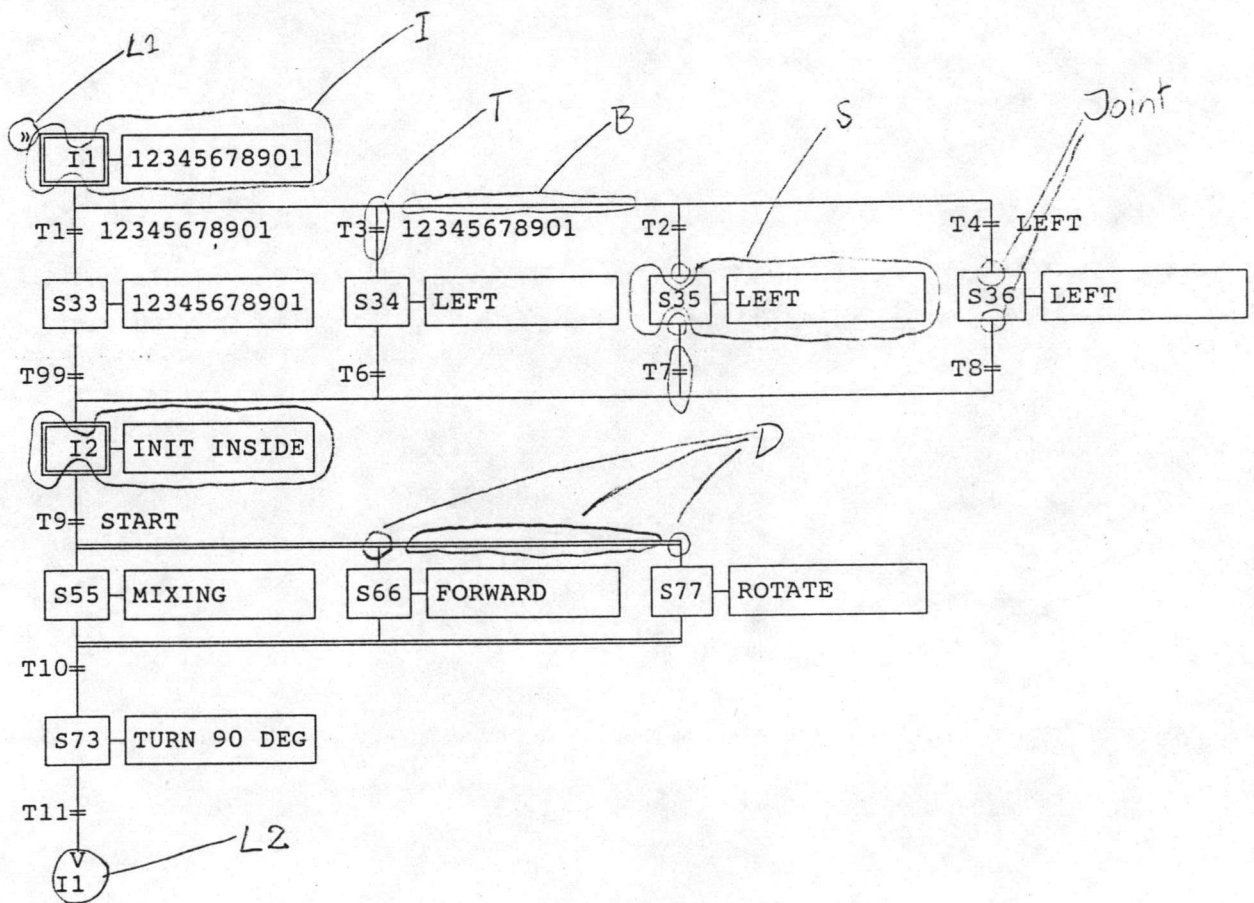 L1 I
T B S Joint
» I1 12345678901
T1 12345678901 T3 12345678901 T2 T4 LEFT
S33 12345678901 S34 LEFT S35 LEFT S36 LEFT
T99 T6 T7 T8
I2 INIT INSIDE
D
T9 START
S55 MIXING S66 FORWARD S77 ROTATE
T10
S73 TURN 90 DEG
T11
L2
V
I1